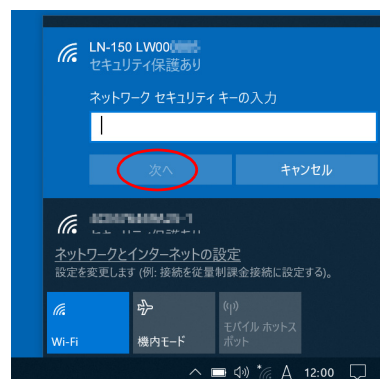 LN-150 LW00
セキュリティ保護あり
ネットワーク セキュリティ キーの入力
次へ
キャンセル
ネットワークとインターネットの設定
設定を変更します (例: 接続を従量制課金接続に設定する)。
Wi-Fi
機内モード
モバイル ホットス
ポット
A 12:00